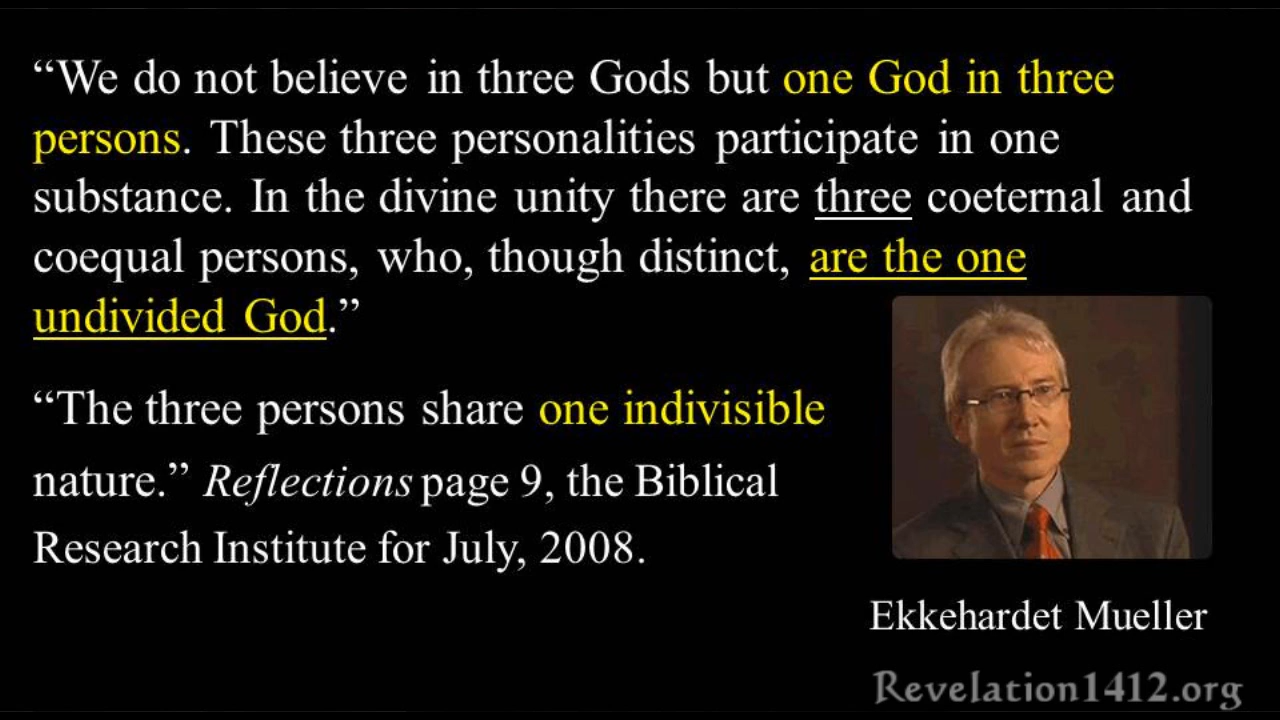 “We do not believe in three Gods but one God in three
persons. These three personalities participate in one
substance. In the divine unity there are three coeternal and
coequal persons, who, though distinct, are the one
undivided God.”
“The three persons share one indivisible
nature.” Reflections page 9, the Biblical
Research Institute for July, 2008.
Ekkehardet Mueller
Revelation1412.org